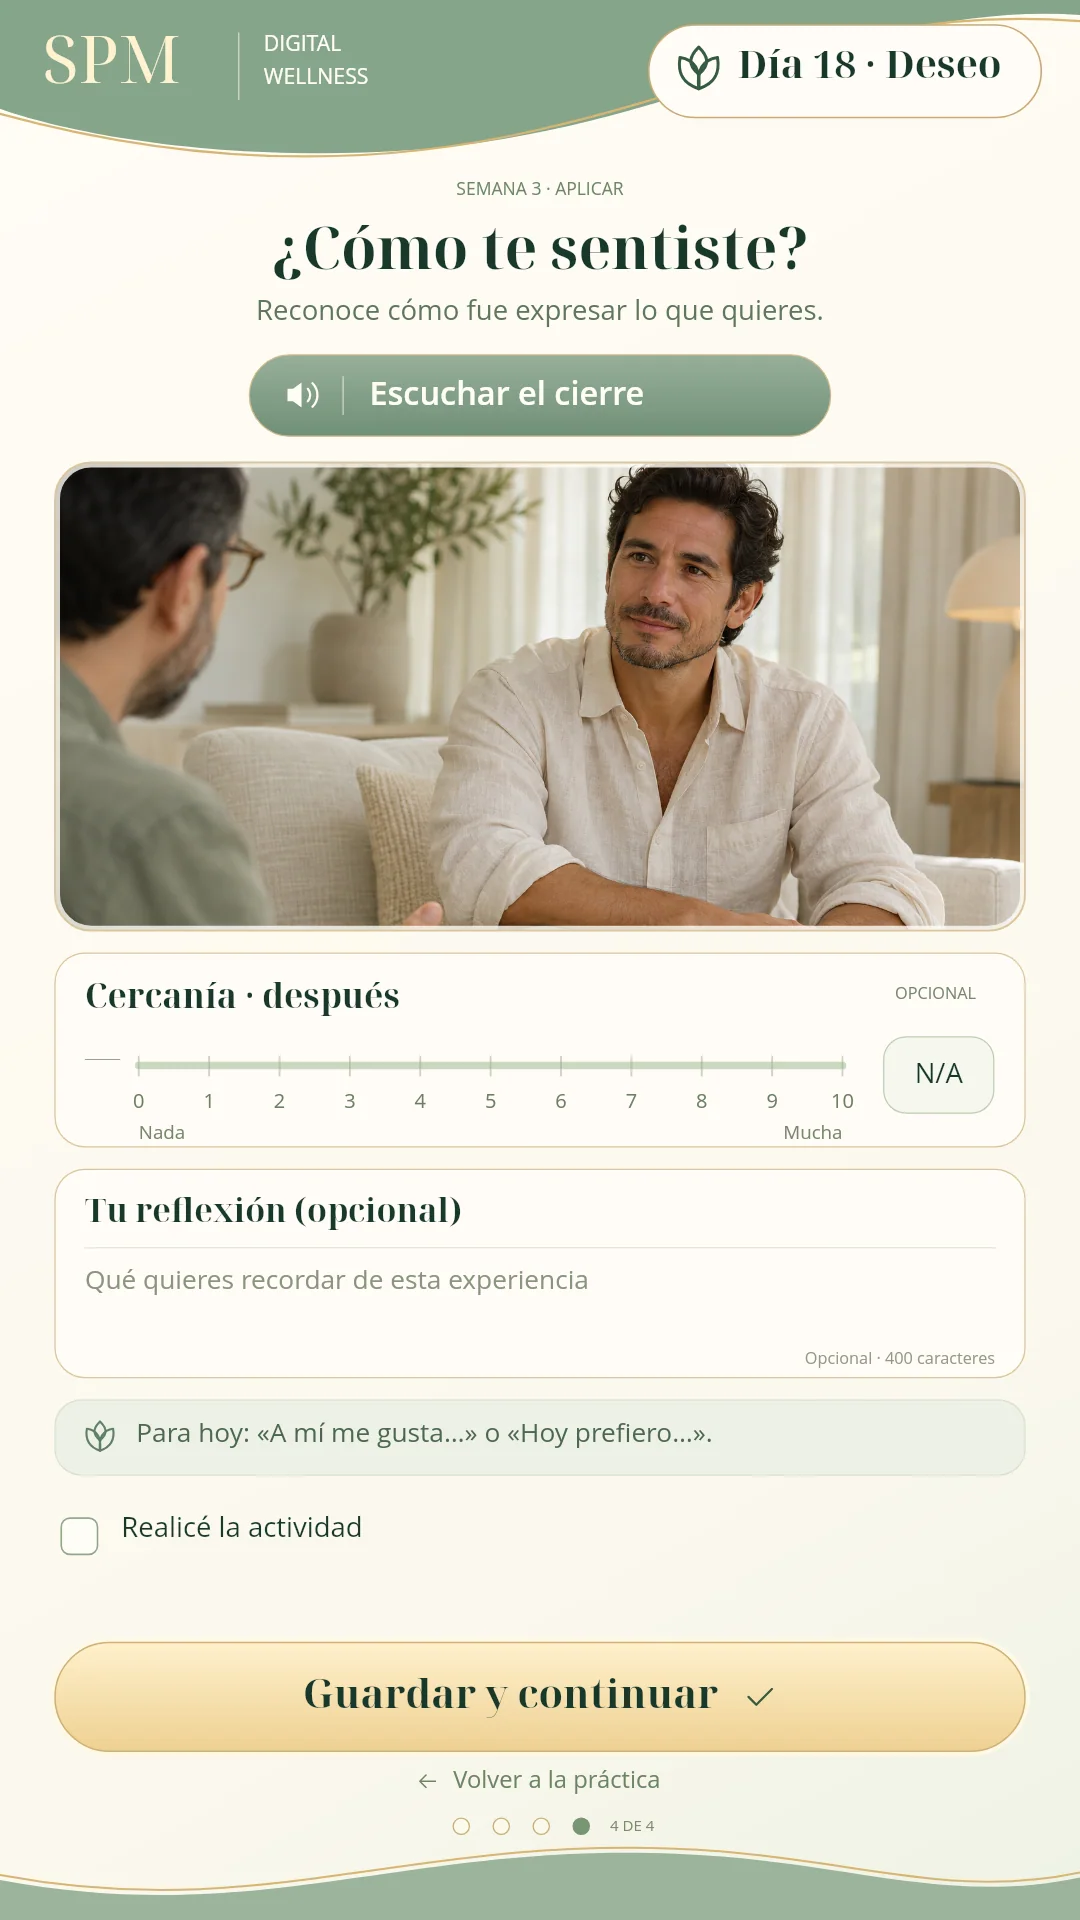 SPM
DIGITAL
WELLNESS
Día 18 · Deseo
SEMANA 3 · APLICAR
¿Cómo te sentiste?
Reconoce cómo fue expresar lo que quieres.
Escuchar el cierre
Cercanía · después
OPCIONAL
0 1 2 3 4 5 6 7 8 9 10
N/A
Nada Mucha
Tu reflexión (opcional)
Qué quieres recordar de esta experiencia
Opcional · 400 caracteres
Para hoy: «A mí me gusta...» o «Hoy prefiero...».
Realicé la actividad
Guardar y continuar
← Volver a la práctica
4 DE 4